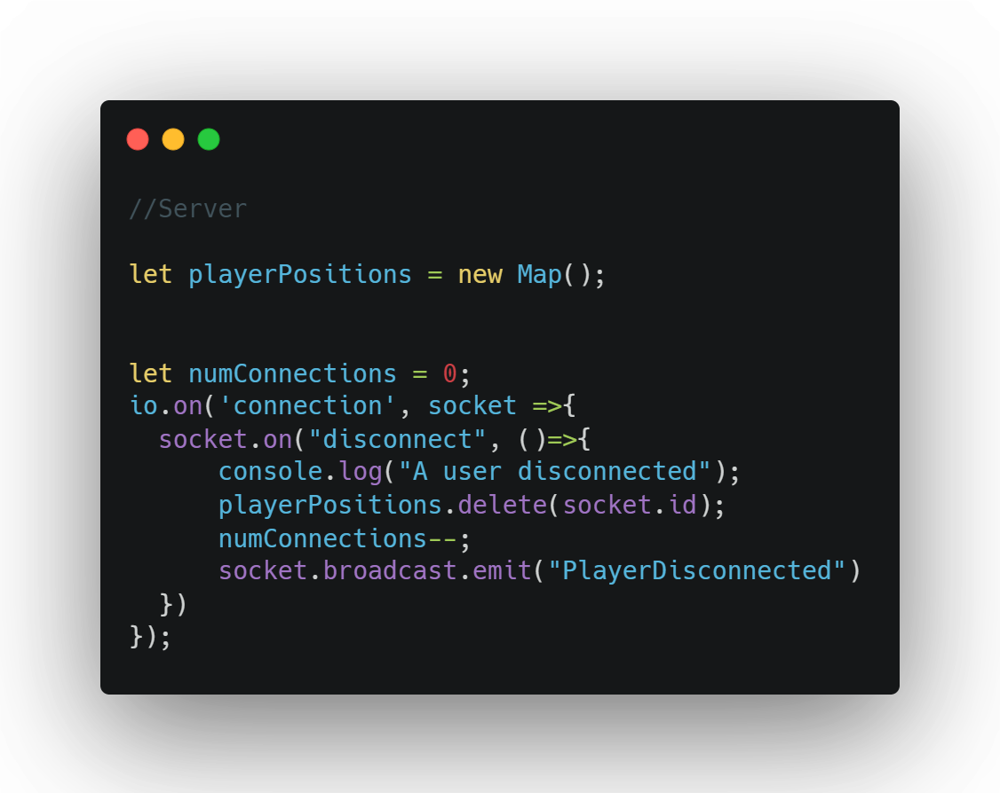 //Server
let playerPositions = new Map();
let numConnections = 0;
io.on('connection', socket =>{
  socket.on("disconnect", ()=>{
      console.log("A user disconnected");
      playerPositions.delete(socket.id);
      numConnections--;
      socket.broadcast.emit("PlayerDisconnected")
  })
});